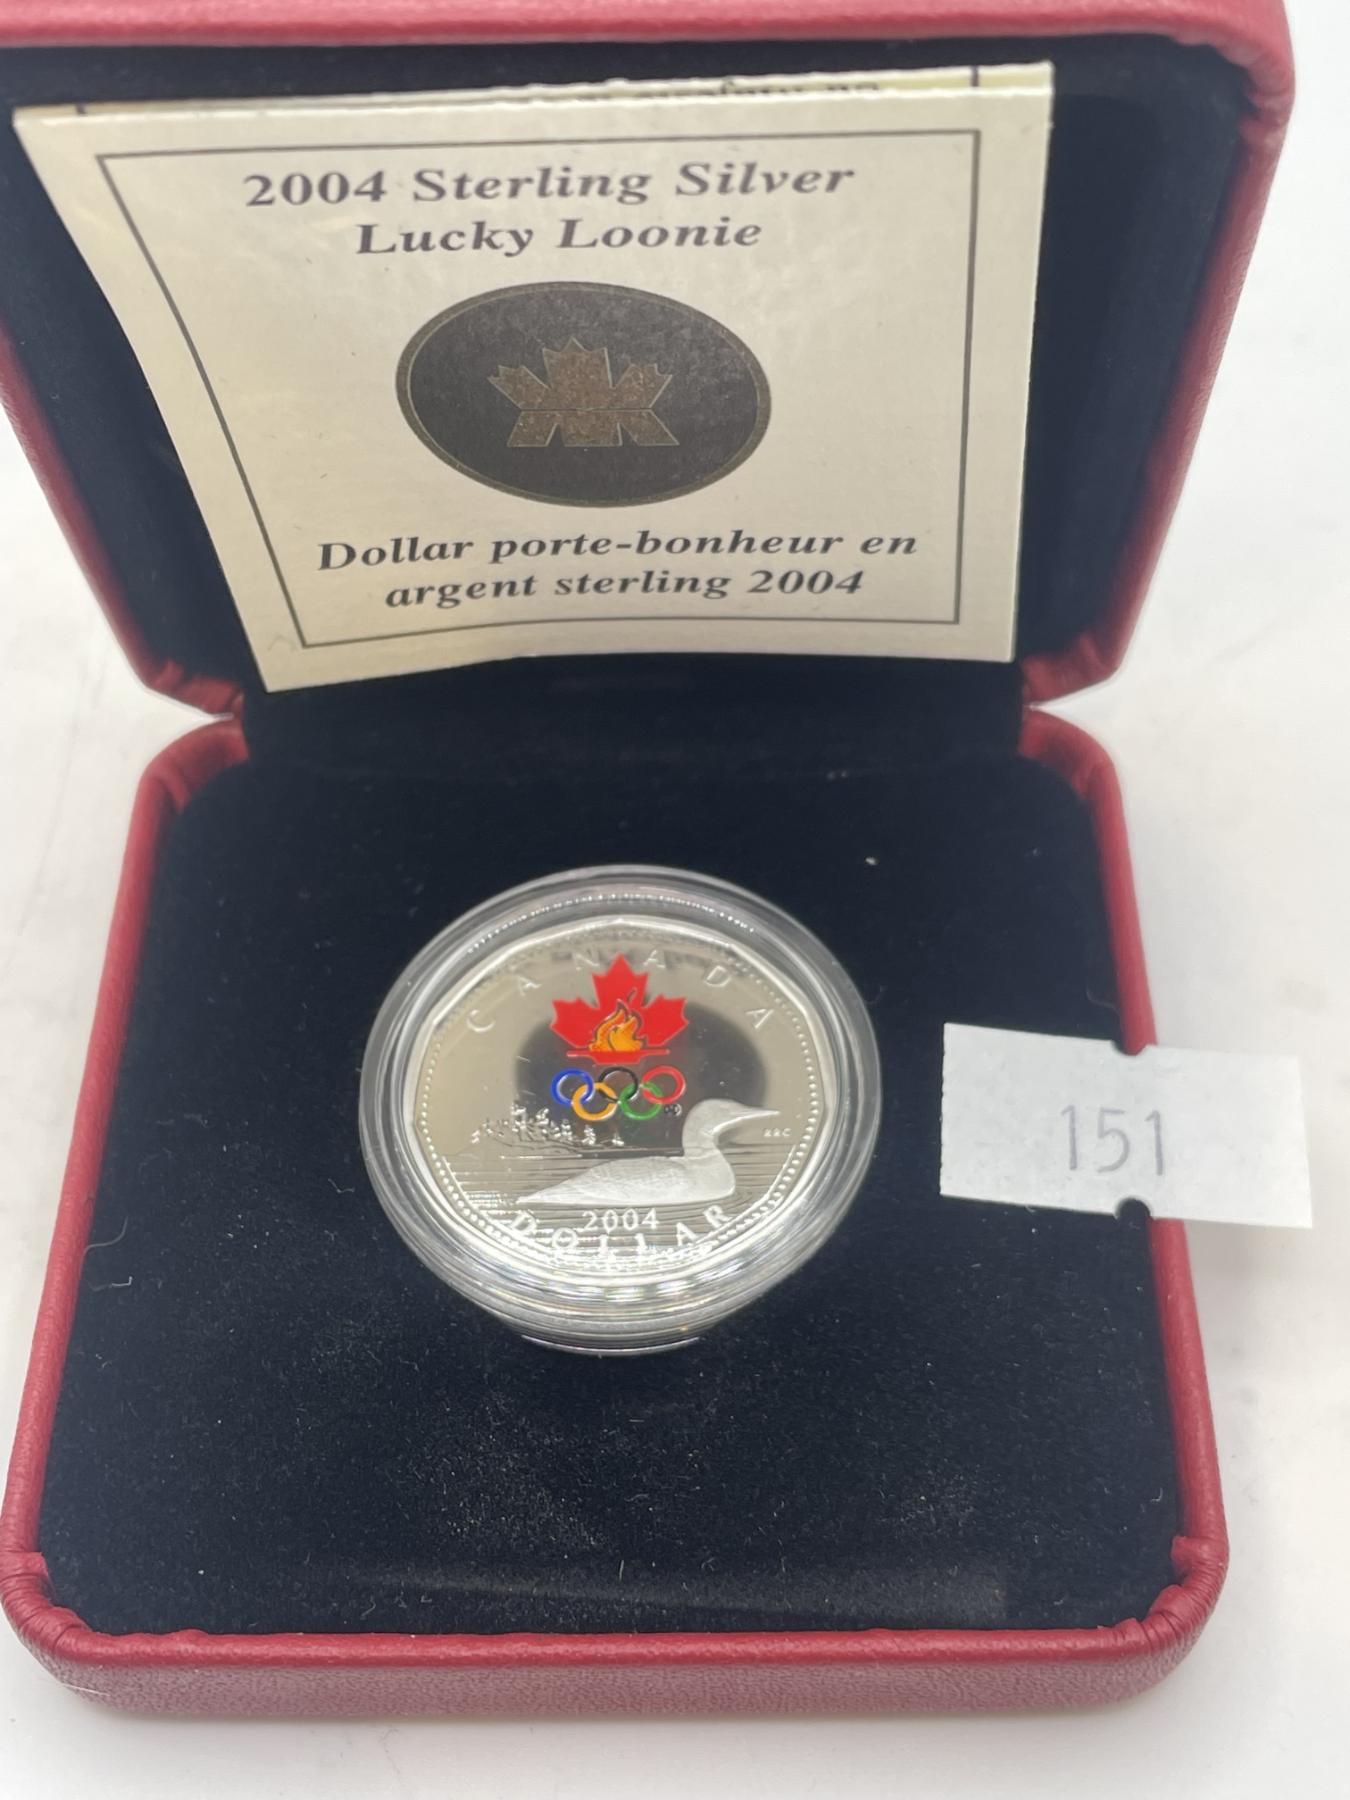 2004 Sterling Silver
Lucky Loonie
Dollar porte-bonheur en
argent sterling 2004
CANADA
2004
DOLLAR
151